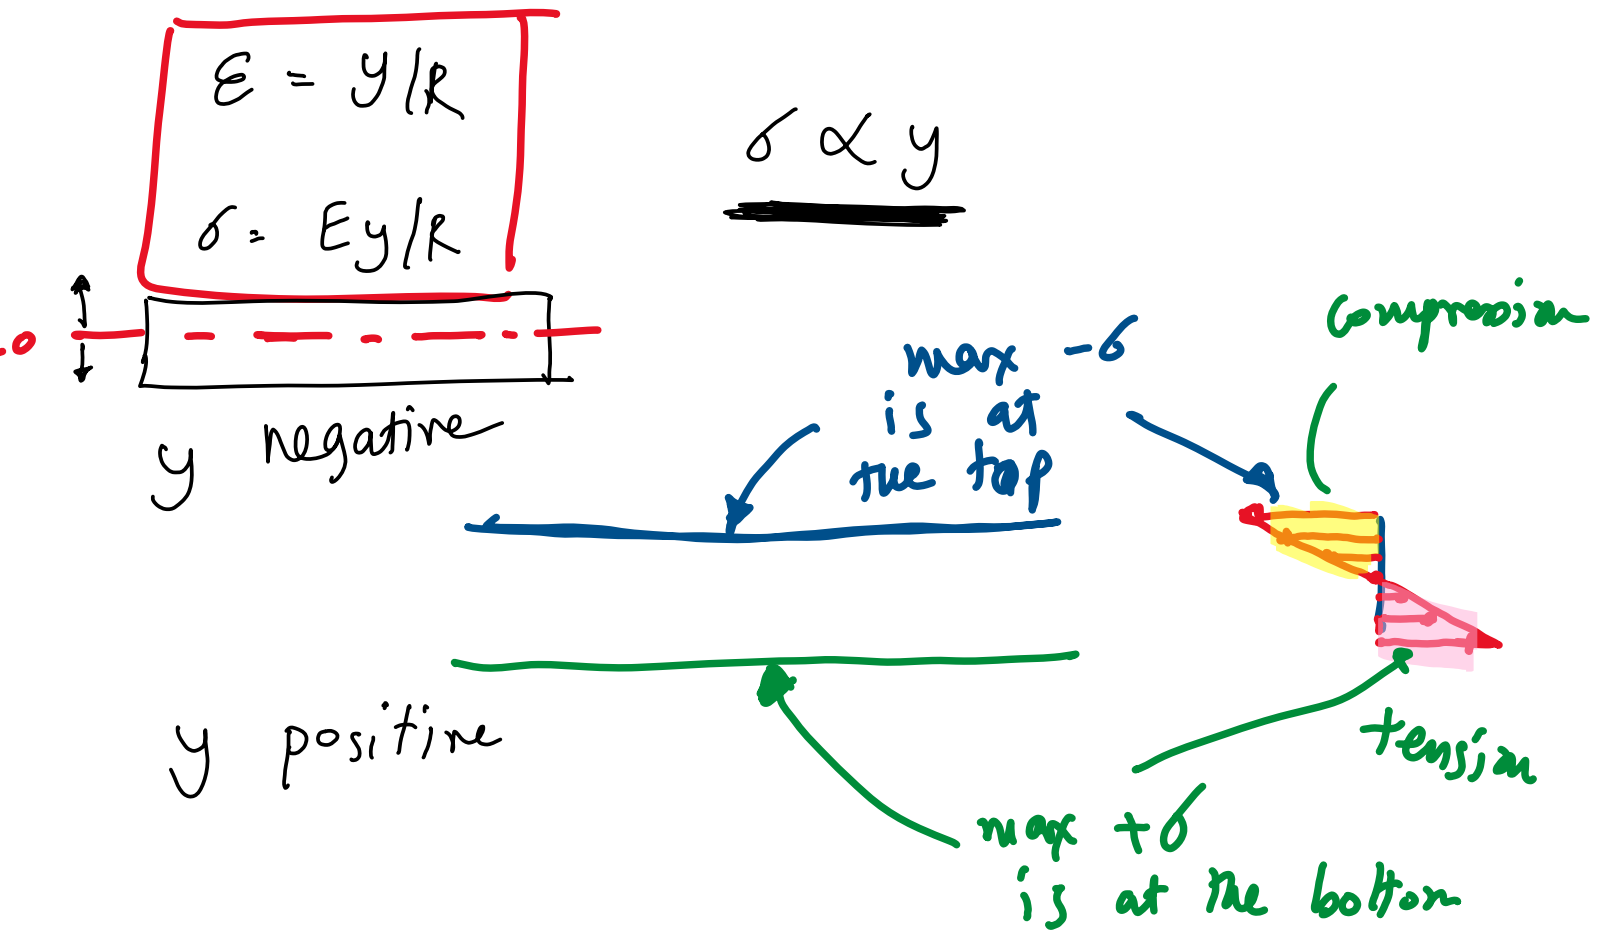 ε = y/R
σ = Ey/R
σ ∝ y
y negative
y positive
max -σ
is at
the top
compression
tension
max +σ
is at the bottom